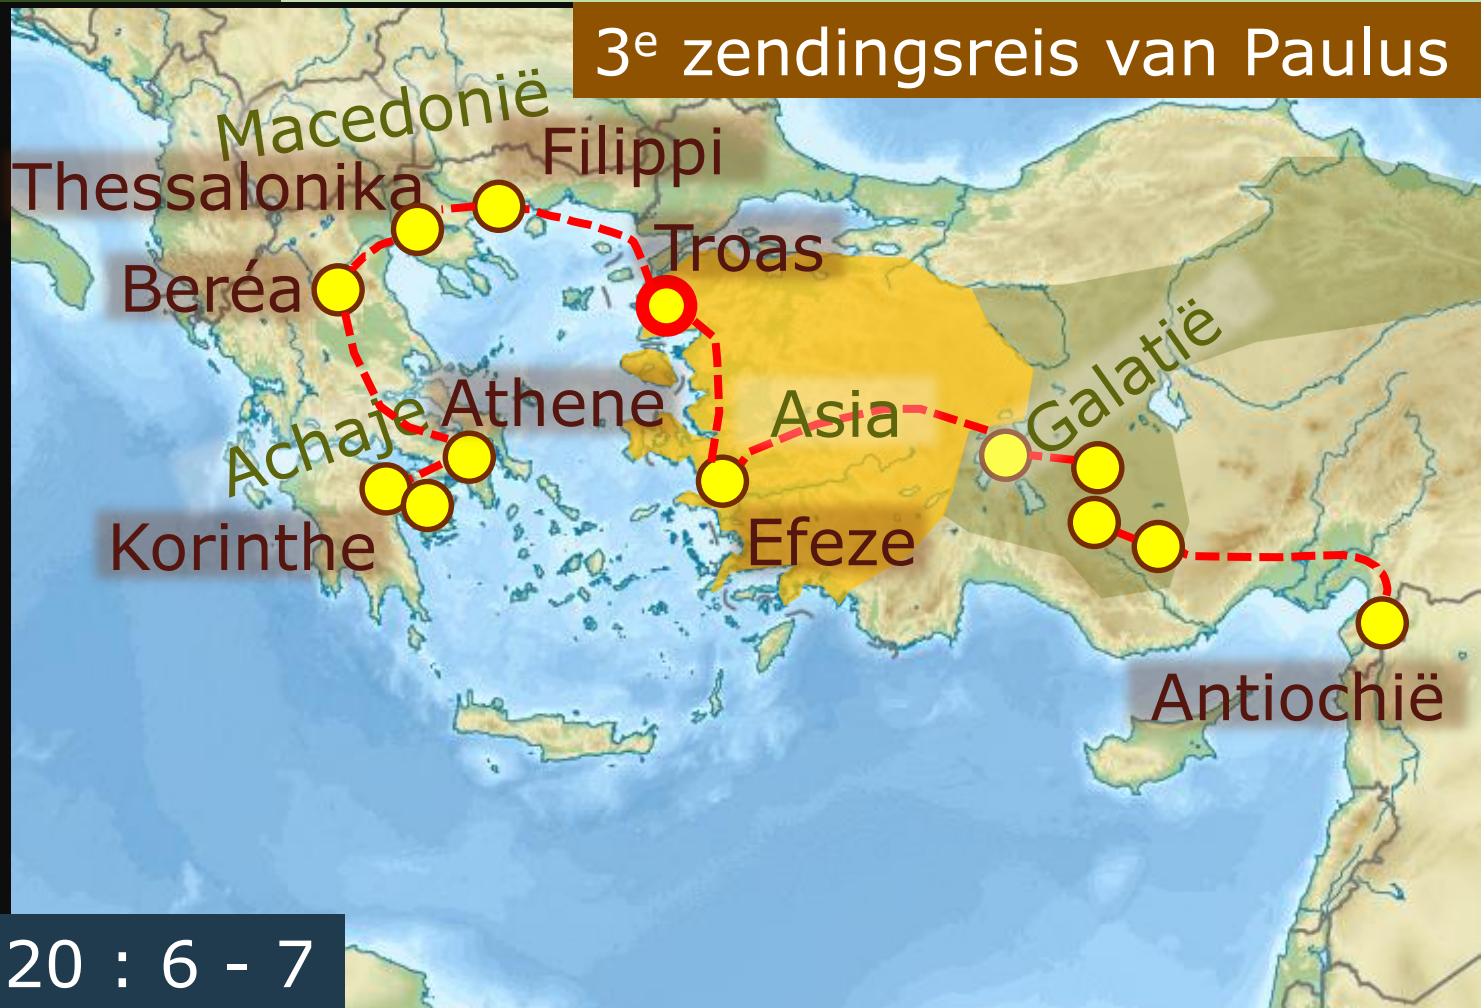 3e zendingsreis van Paulus
Macedonië
Filippi
Thessalonika
Troas
Beréa
Galatië
Athene
Asia
Achaje
Korinthe
Efeze
Antiochië
20 : 6 - 7